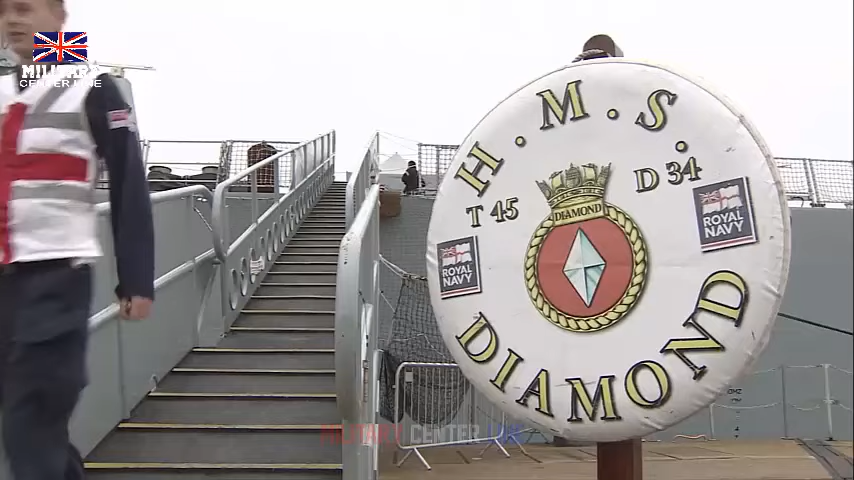 MILITARY
CENTER LINE
H.M.S.
T 45
D 34
DIAMOND
ROYAL
NAVY
ROYAL
NAVY
DIAMOND
MILITARY CENTER LINE